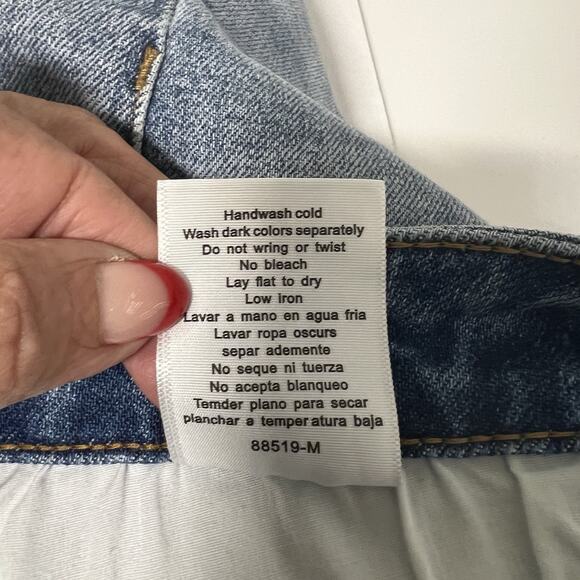 Handwash cold
Wash dark colors separately
Do not wring or twist
No bleach
Lay flat to dry
Low Iron
Lavar a mano en agua fria
Lavar ropa oscurs
separ ademente
No seque ni tuerza
No acepta blanqueo
Temder plano para secar
planchar a temperatura baja
88519-M